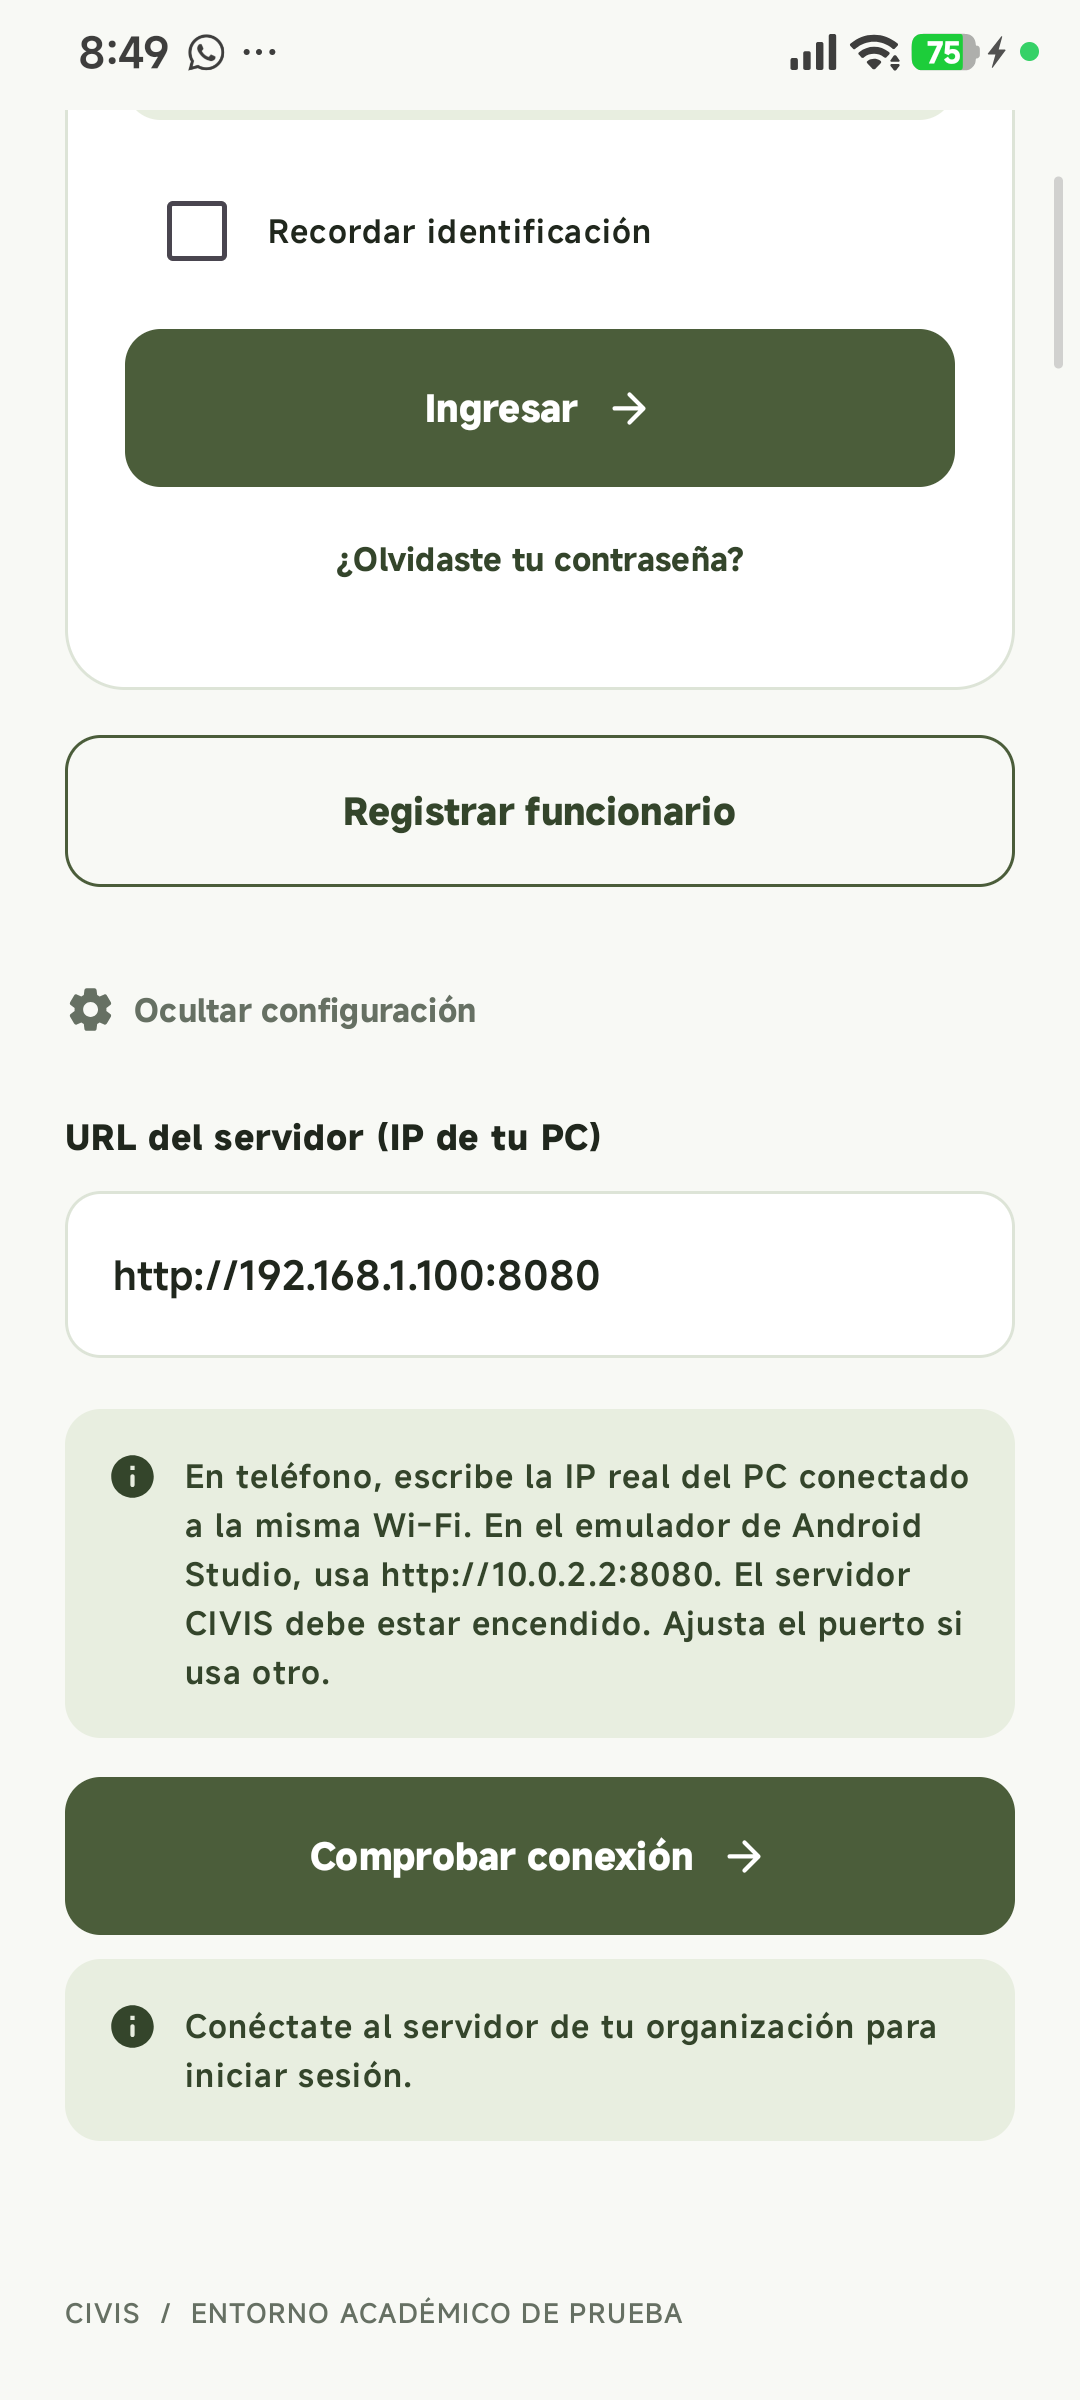 8:49 ... 75
Recordar identificación
Ingresar →
¿Olvidaste tu contraseña?
Registrar funcionario
Ocultar configuración
URL del servidor (IP de tu PC)
http://192.168.1.100:8080
En teléfono, escribe la IP real del PC conectado
a la misma Wi-Fi. En el emulador de Android
Studio, usa http://10.0.2.2:8080. El servidor
CIVIS debe estar encendido. Ajusta el puerto si
usa otro.
Comprobar conexión →
Conéctate al servidor de tu organización para
iniciar sesión.
CIVIS / ENTORNO ACADÉMICO DE PRUEBA